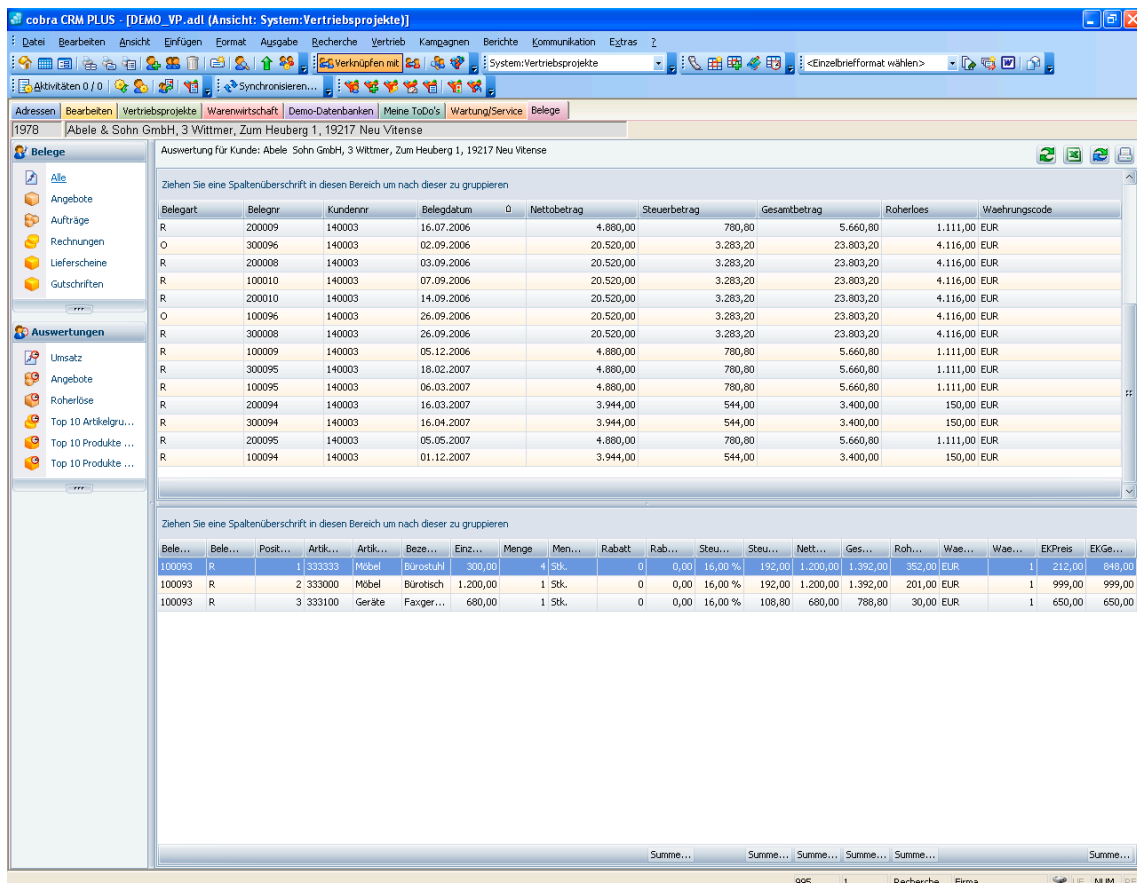 cobra CRM PLUS - [DEMO_VP.adl (Ansicht: System:Vertriebsprojekte)]
Datei Bearbeiten Ansicht Einfügen Format Ausgabe Recherche Vertrieb Kampagnen Berichte Kommunikation Extras ?
Verknüpfen mit System:Vertriebsprojekte <Einzelbriefformat wählen>
Aktivitäten 0 / 0 Synchronisieren...
Adressen Bearbeiten Vertriebsprojekte Warenwirtschaft Demo-Datenbanken Meine ToDo's Wartung/Service Belege
1978 Abele & Sohn GmbH, 3 Wittmer, Zum Heuberg 1, 19217 Neu Vitense
Belege
Alle
Angebote
Aufträge
Rechnungen
Lieferscheine
Gutschriften
Auswertungen
Umsatz
Angebote
Roherlöse
Top 10 Artikelgru...
Top 10 Produkte ...
Top 10 Produkte ...
Auswertung für Kunde: Abele Sohn GmbH, 3 Wittmer, Zum Heuberg 1, 19217 Neu Vitense
Ziehen Sie eine Spaltenüberschrift in diesen Bereich um nach dieser zu gruppieren
Belegart Belegnr Kundennr Belegdatum Nettobetrag Steuerbetrag Gesamtbetrag Roherloes Waehrungscode
R 200009 140003 16.07.2006 4.880,00 780,80 5.660,80 1.111,00 EUR
O 300096 140003 02.09.2006 20.520,00 3.283,20 23.803,20 4.116,00 EUR
R 200008 140003 03.09.2006 20.520,00 3.283,20 23.803,20 4.116,00 EUR
R 100010 140003 07.09.2006 20.520,00 3.283,20 23.803,20 4.116,00 EUR
R 200010 140003 14.09.2006 20.520,00 3.283,20 23.803,20 4.116,00 EUR
O 100096 140003 26.09.2006 20.520,00 3.283,20 23.803,20 4.116,00 EUR
R 300008 140003 26.09.2006 20.520,00 3.283,20 23.803,20 4.116,00 EUR
R 100009 140003 05.12.2006 4.880,00 780,80 5.660,80 1.111,00 EUR
R 300095 140003 18.02.2007 4.880,00 780,80 5.660,80 1.111,00 EUR
R 100095 140003 06.03.2007 4.880,00 780,80 5.660,80 1.111,00 EUR
R 200094 140003 16.03.2007 3.944,00 544,00 3.400,00 150,00 EUR
R 300094 140003 16.04.2007 3.944,00 544,00 3.400,00 150,00 EUR
R 200095 140003 05.05.2007 4.880,00 780,80 5.660,80 1.111,00 EUR
R 100094 140003 01.12.2007 3.944,00 544,00 3.400,00 150,00 EUR
Ziehen Sie eine Spaltenüberschrift in diesen Bereich um nach dieser zu gruppieren
Bele... Bele... Posit... Artik... Artik... Beze... Einz... Menge Men... Rabatt Rab... Steu... Steu... Nett... Ges... Roh... Wae... Wae... EKPreis EKGe...
100093 R 1 333333 Möbel Bürostuhl 300,00 4 Stk. 0 0,00 16,00 % 192,00 1.200,00 1.392,00 352,00 EUR 1 212,00 848,00
100093 R 2 333000 Möbel Bürotisch 1.200,00 1 Stk. 0 0,00 16,00 % 192,00 1.200,00 1.392,00 201,00 EUR 1 999,00 999,00
100093 R 3 333100 Geräte Faxger... 680,00 1 Stk. 0 0,00 16,00 % 108,80 680,00 788,80 30,00 EUR 1 650,00 650,00
Summe... Summe... Summe... Summe... Summe... Summe...
995 1 Recherche Firma UF NUM RF